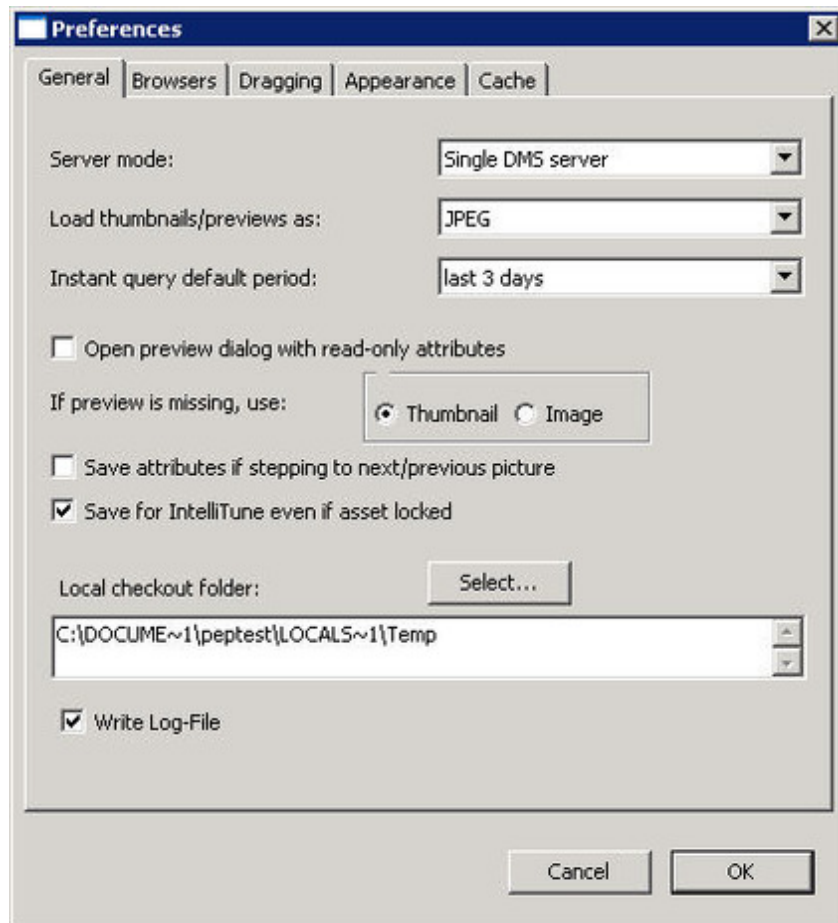 Preferences
General Browsers Dragging Appearance Cache
Server mode: Single DMS server
Load thumbnails/previews as: JPEG
Instant query default period: last 3 days
Open preview dialog with read-only attributes
If preview is missing, use: Thumbnail Image
Save attributes if stepping to next/previous picture
Save for IntelliTune even if asset locked
Local checkout folder: Select...
C:\DOCUME~1\peptest\LOCALS~1\Temp
Write Log-File
Cancel OK